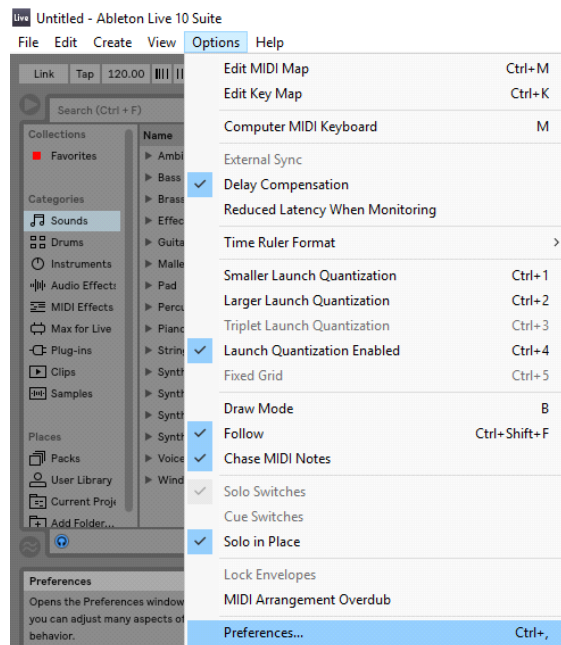 Live Untitled - Ableton Live 10 Suite
File Edit Create View Options Help
Link Tap 120.00
Search (Ctrl + F)
Collections
Favorites
Categories
Sounds
Drums
Instruments
Audio Effects
MIDI Effects
Max for Live
Plug-ins
Clips
Samples
Places
Packs
User Library
Current Proje
Add Folder...
Name
Ambi
Bass
Brass
Effec
Guita
Malle
Pad
Percu
Piano
String
Synth
Synth
Synth
Synth
Voice
Wind
Edit MIDI Map Ctrl+M
Edit Key Map Ctrl+K
Computer MIDI Keyboard M
External Sync
Delay Compensation
Reduced Latency When Monitoring
Time Ruler Format
Smaller Launch Quantization Ctrl+1
Larger Launch Quantization Ctrl+2
Triplet Launch Quantization Ctrl+3
Launch Quantization Enabled Ctrl+4
Fixed Grid Ctrl+5
Draw Mode B
Follow Ctrl+Shift+F
Chase MIDI Notes
Solo Switches
Cue Switches
Solo in Place
Lock Envelopes
MIDI Arrangement Overdub
Preferences... Ctrl+,
Preferences
Opens the Preferences window
you can adjust many aspects of
behavior.